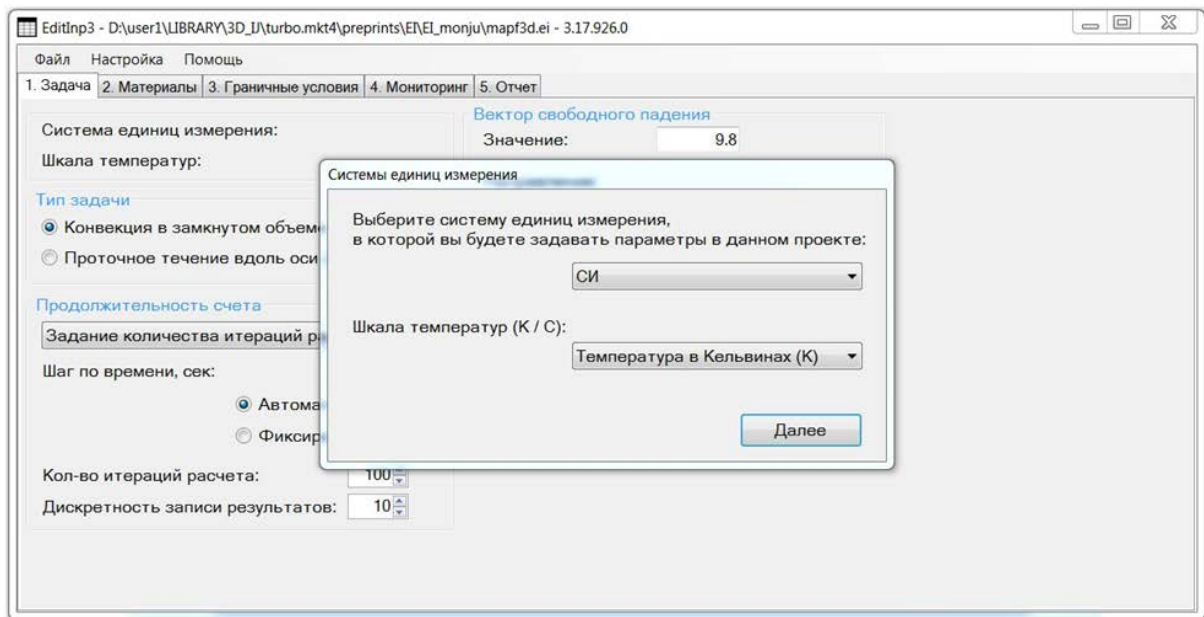 EditInp3 - D:\user1\LIBRARY\3D_IJ\turbo.mkt4\preprints\EI\EI_monju\mapf3d.ei - 3.17.926.0
Файл Настройка Помощь
1. Задача 2. Материалы 3. Граничные условия 4. Мониторинг 5. Отчет
Система единиц измерения:
Шкала температур:
Тип задачи
Конвекция в замкнутом объем
Проточное течение вдоль оси
Продолжительность счета
Задание количества итераций ра
Шаг по времени, сек:
Автома
Фиксир
Кол-во итераций расчета: 100
Дискретность записи результатов: 10
Вектор свободного падения
Значение: 9.8
Системы единиц измерения
Выберите систему единиц измерения,
в которой вы будете задавать параметры в данном проекте:
СИ
Шкала температур (K / C):
Температура в Кельвинах (K)
Далее